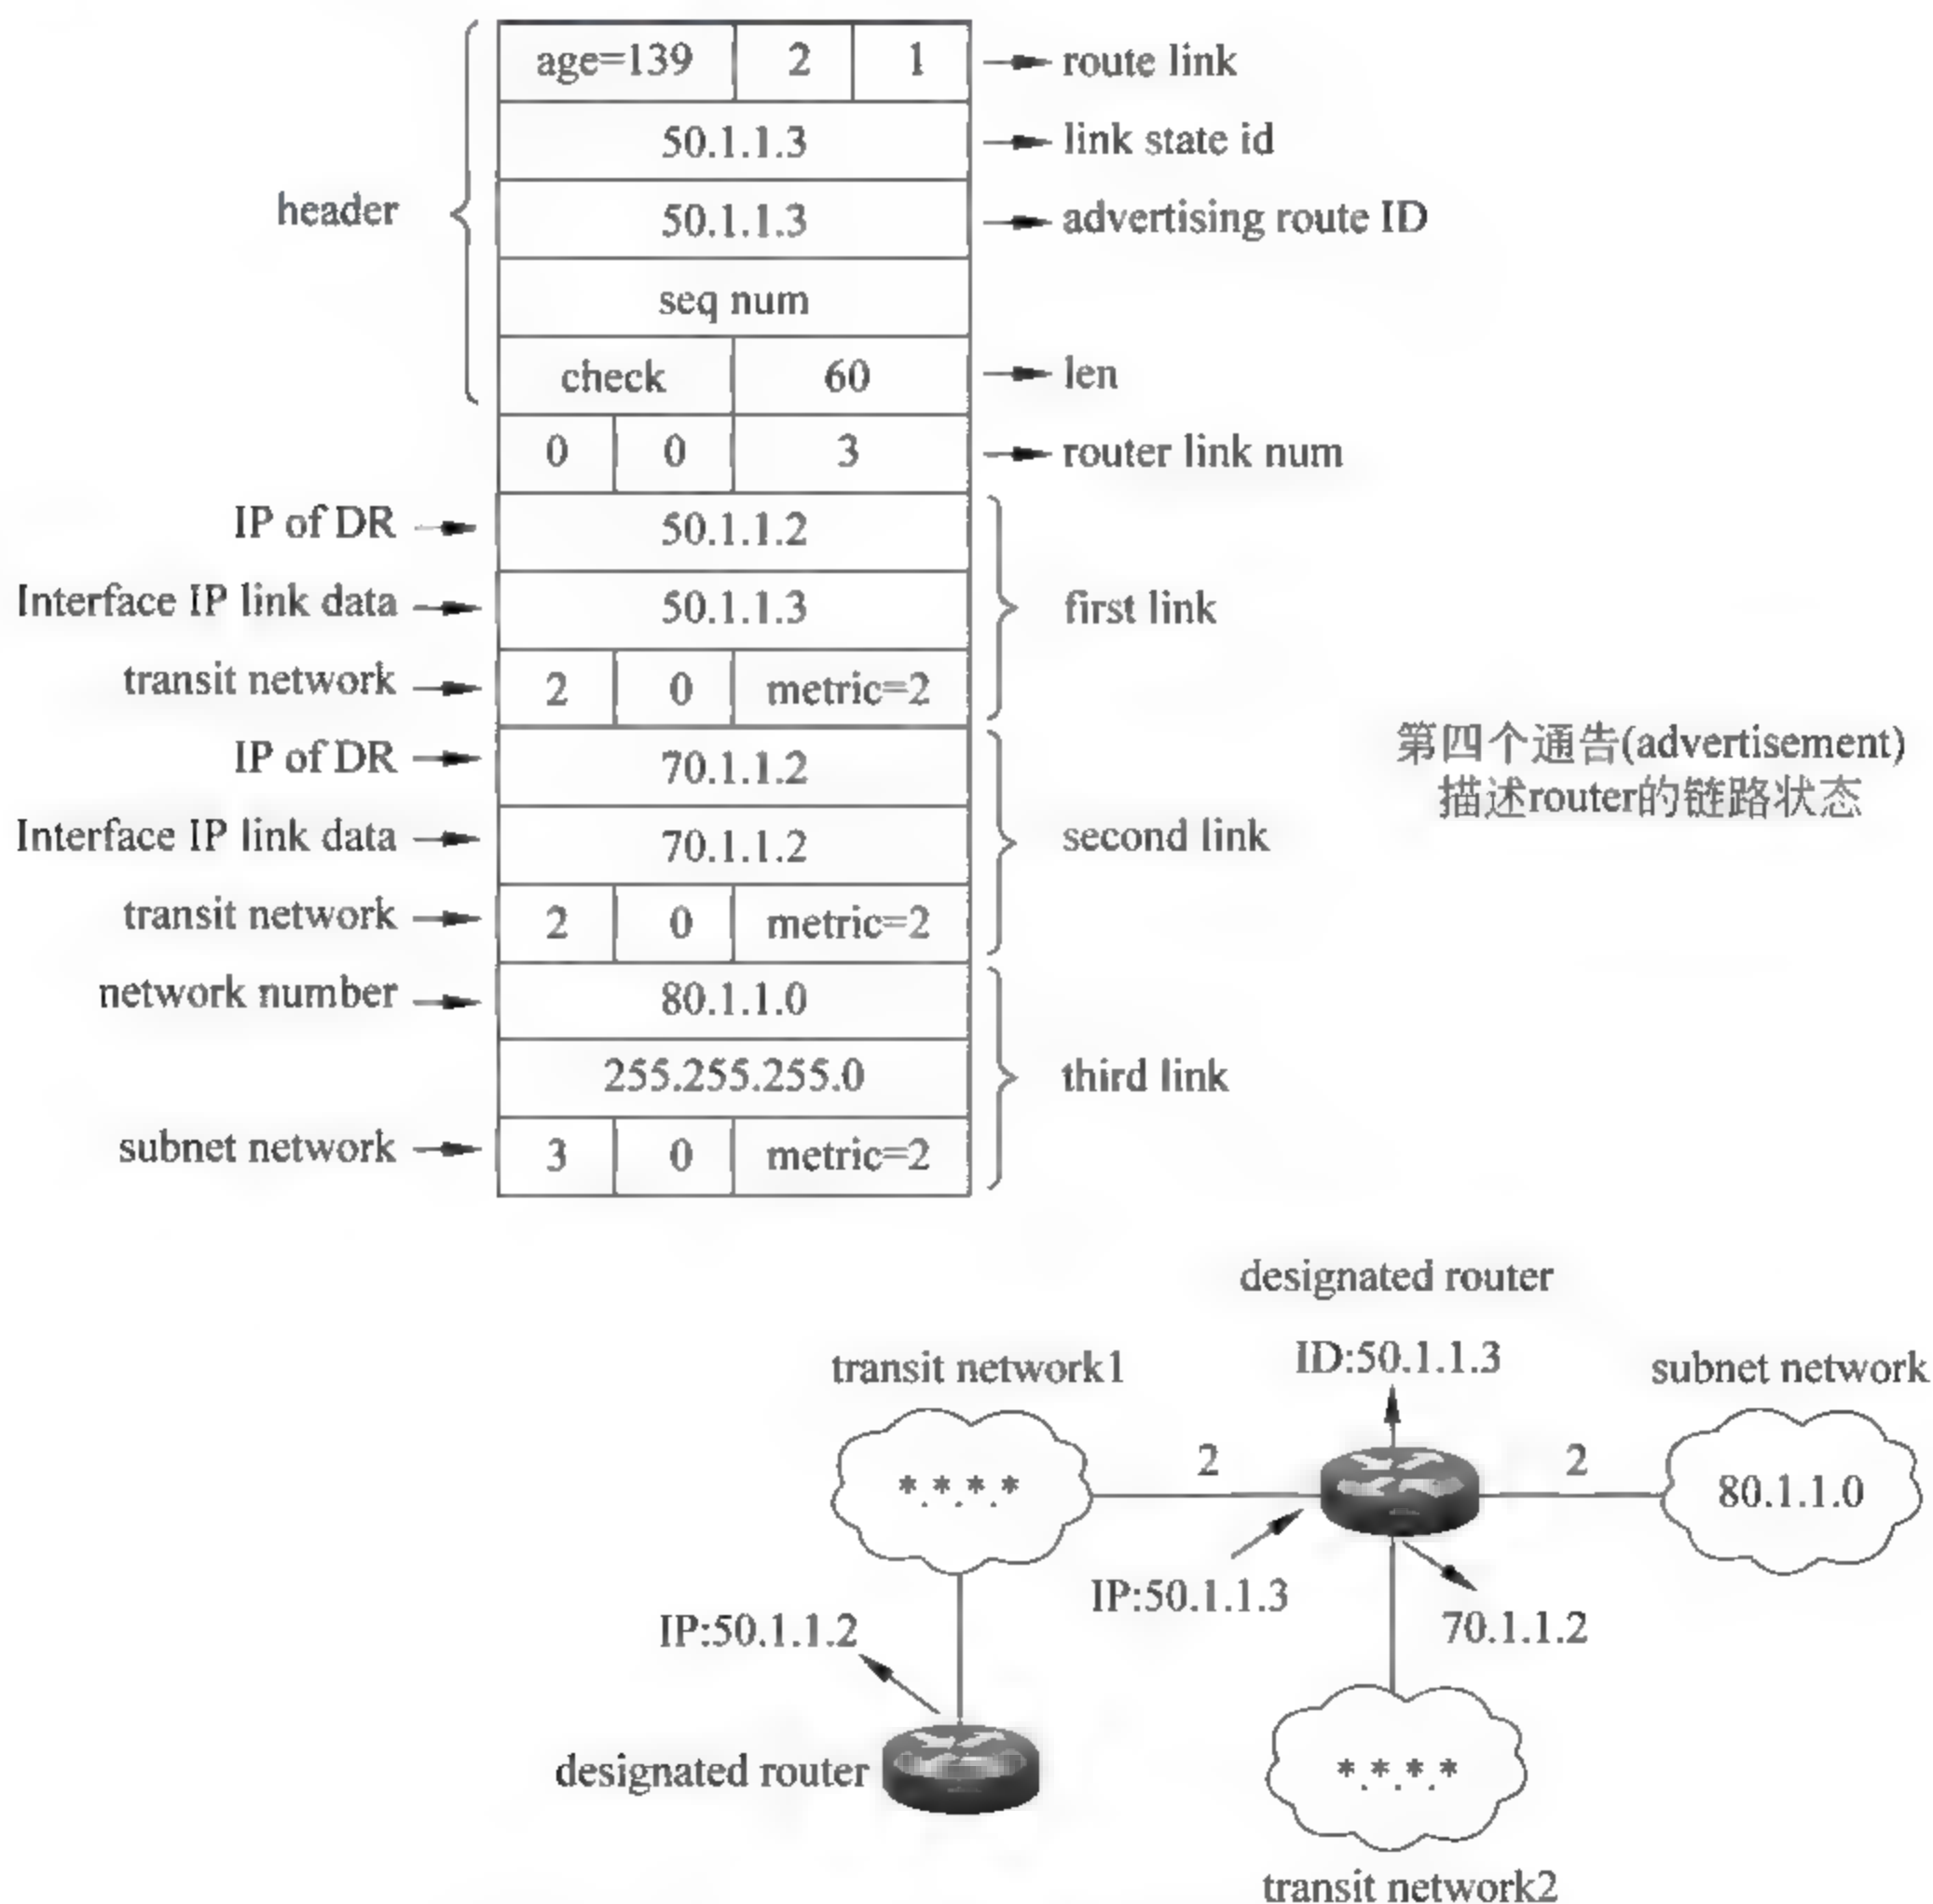 age=139 2 1 route link
50.1.1.3 link state id
header 50.1.1.3 advertising route ID
seq num
check 60 len
0 0 3 router link num
IP of DR 50.1.1.2
Interface IP link data 50.1.1.3 first link
transit network 2 0 metric=2
IP of DR 70.1.1.2
第四个通告(advertisement)
描述router的链路状态
Interface IP link data 70.1.1.2 second link
transit network 2 0 metric=2
network number 80.1.1.0
255.255.255.0 third link
subnet network 3 0 metric=2
designated router
transit network1 ID:50.1.1.3 subnet network
2 2
*.*.*.* 80.1.1.0
IP:50.1.1.3
IP:50.1.1.2 70.1.1.2
designated router *.*.*.*
transit network2